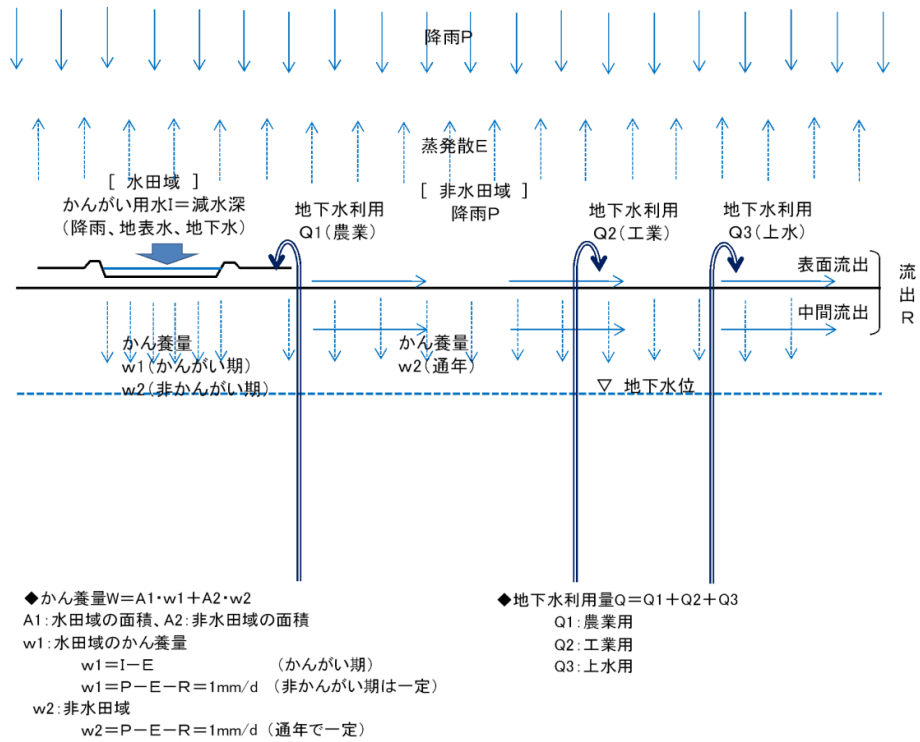 降雨P
蒸発散E
[ 水田域 ]
かんがい用水I=減水深
(降雨、地表水、地下水)
[ 非水田域 ]
降雨P
地下水利用
Q1(農業)
地下水利用
Q2(工業)
地下水利用
Q3(上水)
表面流出
中間流出
流出R
かん養量
w1(かんがい期)
w2(非かんがい期)
かん養量
w2(通年)
▽ 地下水位
◆かん養量W=A1・w1+A2・w2
A1:水田域の面積、A2:非水田域の面積
w1:水田域のかん養量
w1=I-E (かんがい期)
w1=P-E-R=1mm/d (非かんがい期は一定)
w2:非水田域
w2=P-E-R=1mm/d (通年で一定)
◆地下水利用量Q=Q1+Q2+Q3
Q1:農業用
Q2:工業用
Q3:上水用